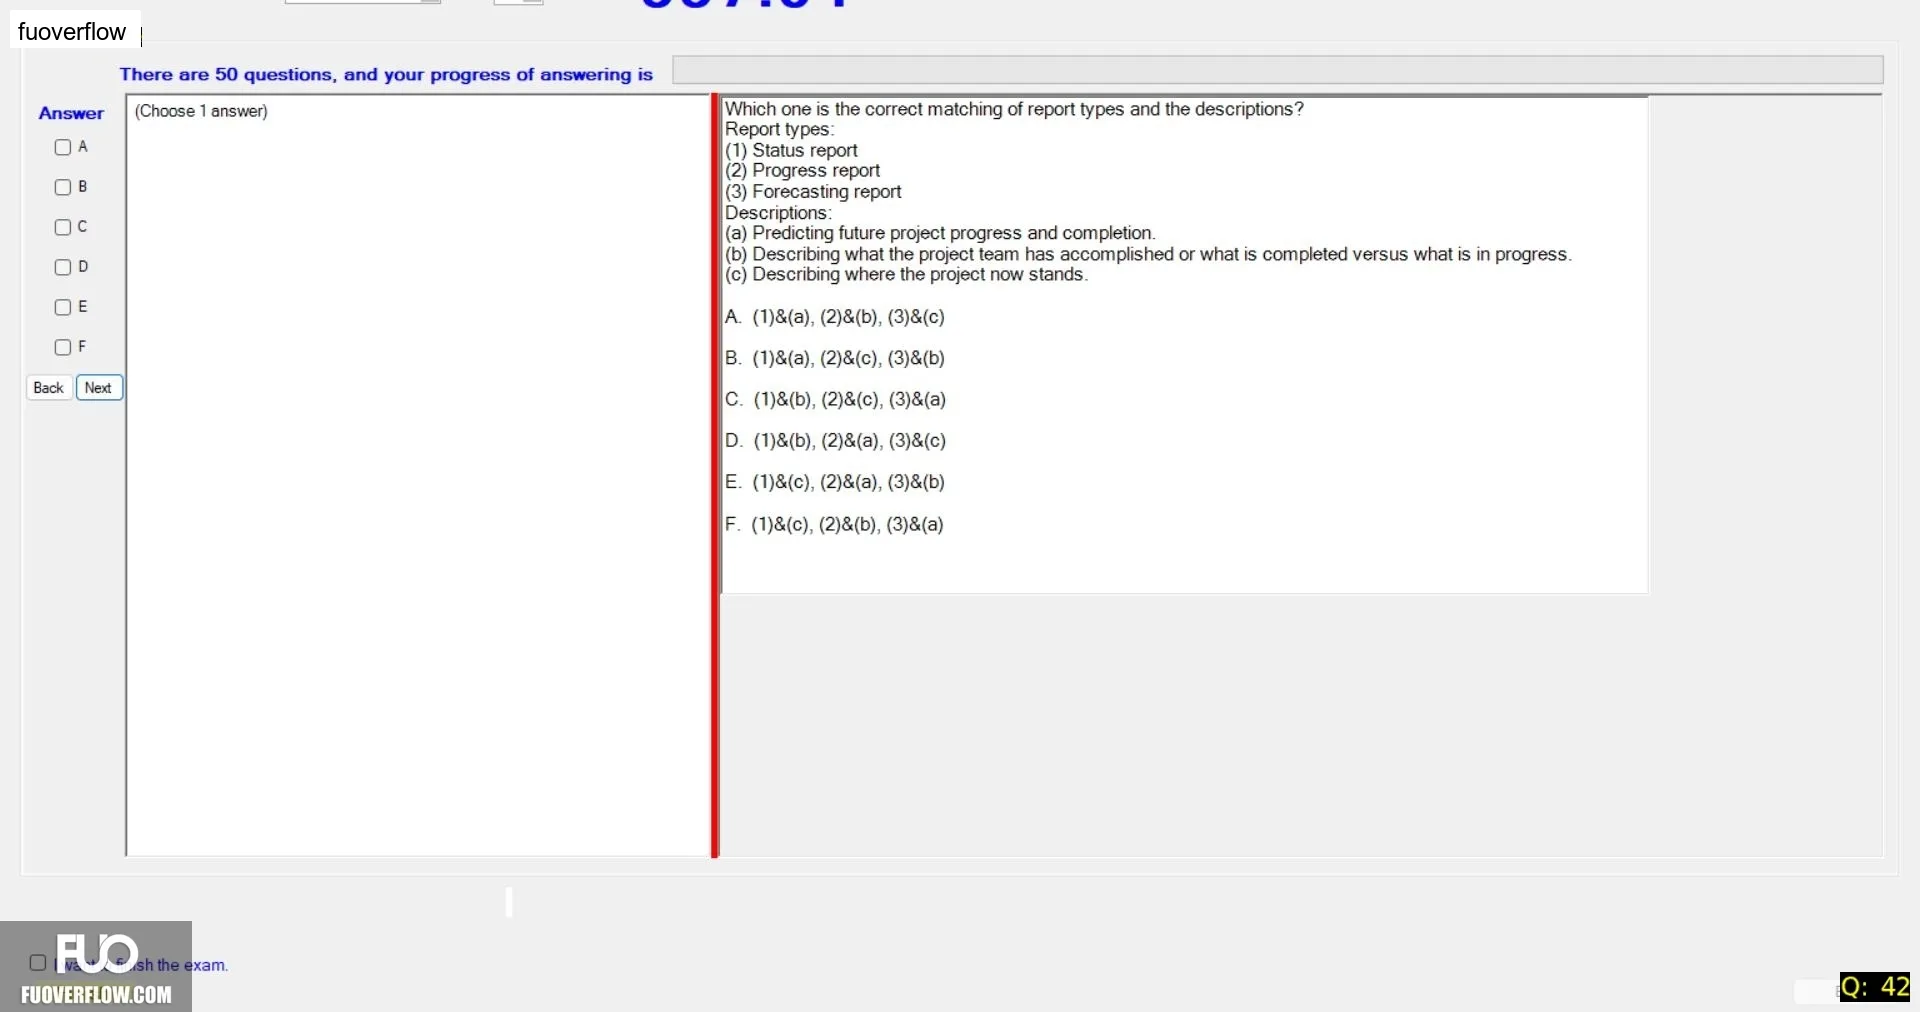 fuoverflow
There are 50 questions, and your progress of answering is
Answer
(Choose 1 answer)
A
B
C
D
E
F
Back Next
Which one is the correct matching of report types and the descriptions?
Report types:
(1) Status report
(2) Progress report
(3) Forecasting report
Descriptions:
(a) Predicting future project progress and completion.
(b) Describing what the project team has accomplished or what is completed versus what is in progress.
(c) Describing where the project now stands.
A. (1)&(a), (2)&(b), (3)&(c)
B. (1)&(a), (2)&(c), (3)&(b)
C. (1)&(b), (2)&(c), (3)&(a)
D. (1)&(b), (2)&(a), (3)&(c)
E. (1)&(c), (2)&(a), (3)&(b)
F. (1)&(c), (2)&(b), (3)&(a)
FUO
the exam.
FUOVERFLOW.COM
Q: 42